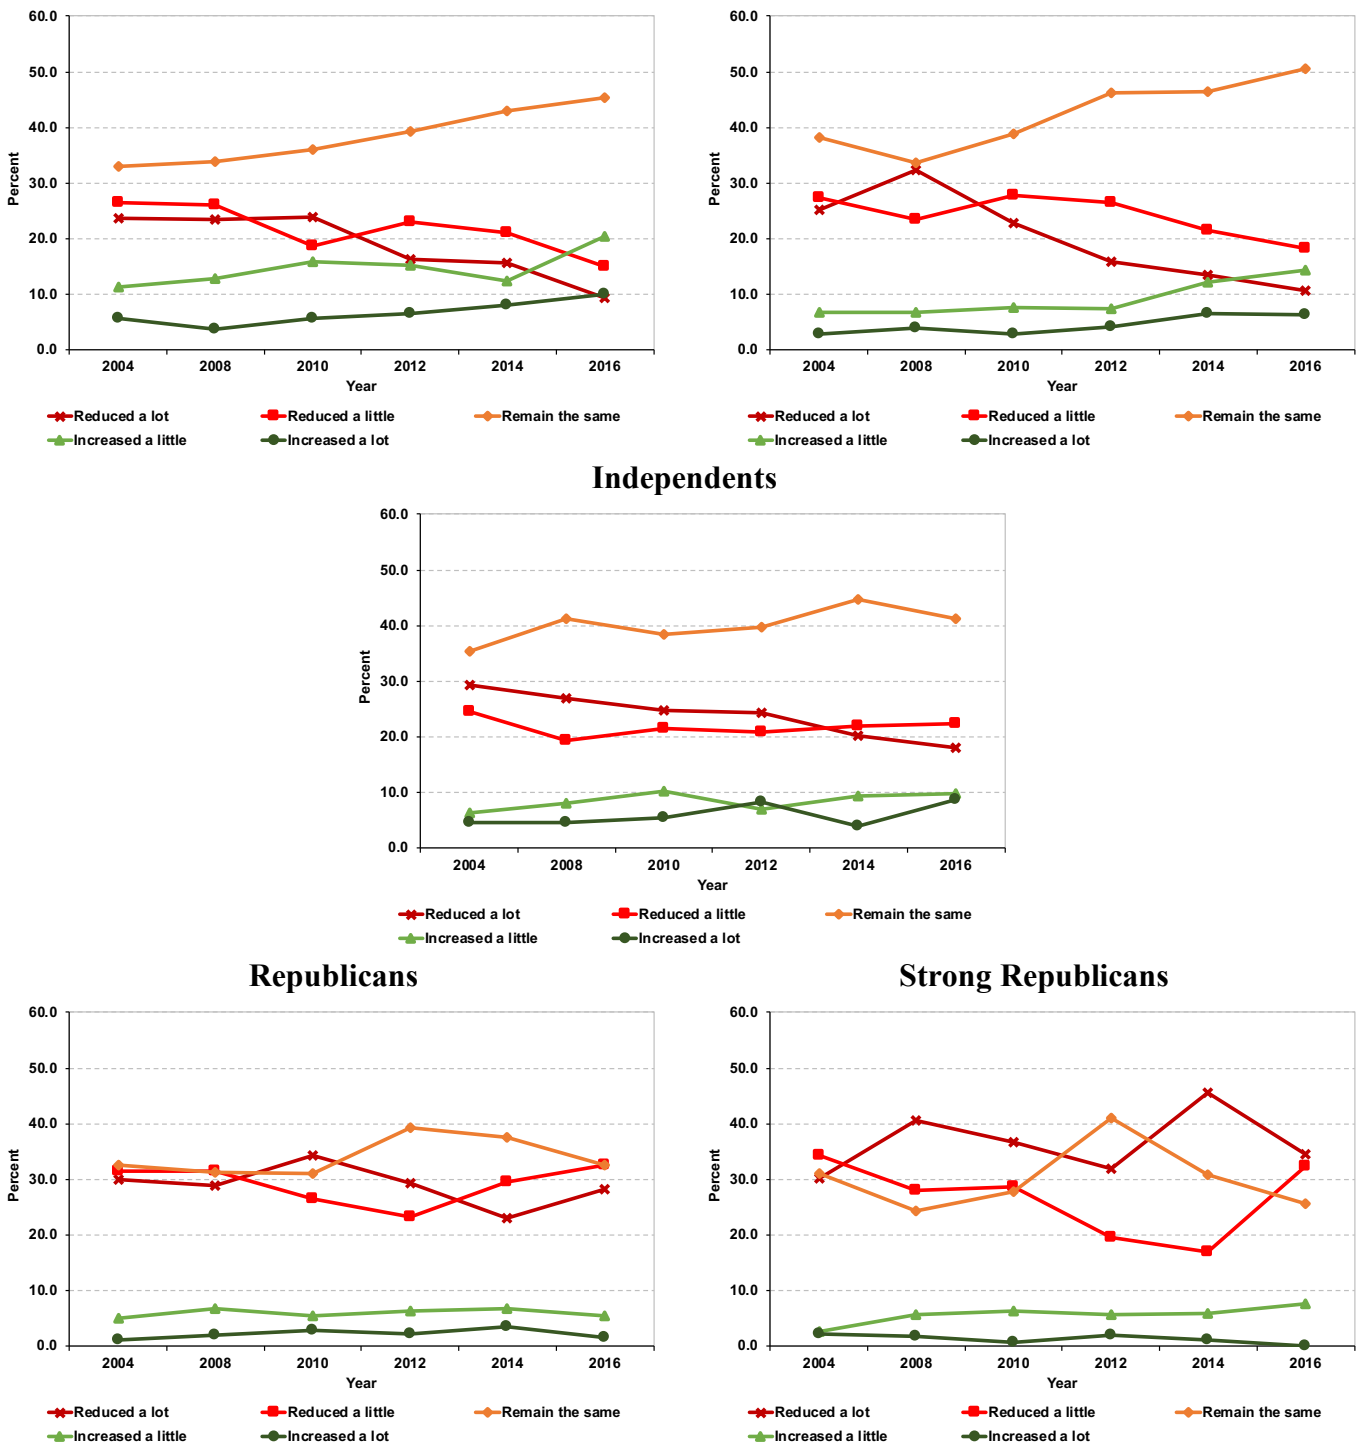 60.0
50.0
40.0
30.0
20.0
10.0
0.0
Percent
2004 2008 2010 2012 2014 2016
Year
Reduced a lot Reduced a little Remain the same
Increased a little Increased a lot
60.0
50.0
40.0
30.0
20.0
10.0
0.0
Percent
2004 2008 2010 2012 2014 2016
Year
Reduced a lot Reduced a little Remain the same
Increased a little Increased a lot
Independents
60.0
50.0
40.0
30.0
20.0
10.0
0.0
Percent
2004 2008 2010 2012 2014 2016
Year
Reduced a lot Reduced a little Remain the same
Increased a little Increased a lot
Republicans
60.0
50.0
40.0
30.0
20.0
10.0
0.0
Percent
2004 2008 2010 2012 2014 2016
Year
Reduced a lot Reduced a little Remain the same
Increased a little Increased a lot
Strong Republicans
60.0
50.0
40.0
30.0
20.0
10.0
0.0
Percent
2004 2008 2010 2012 2014 2016
Year
Reduced a lot Reduced a little Remain the same
Increased a little Increased a lot